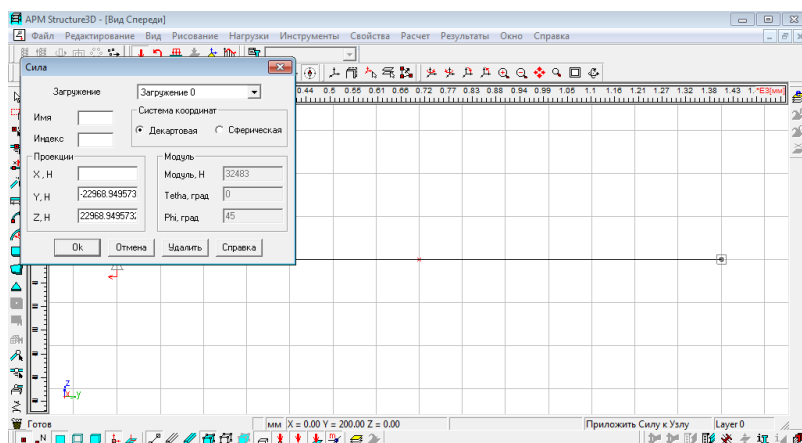 APM Structure3D - [Вид Спереди]
Файл Редактирование Вид Рисование Нагрузки Инструменты Свойства Расчет Результаты Окно Справка
Сила
0.44 0.5 0.55 0.61 0.66 0.72 0.77 0.83 0.88 0.94 0.99 1.05 1.1 1.16 1.21 1.27 1.32 1.38 1.43 1.*E3[мм]
Загружение Загружение 0
Имя
Индекс
Система координат
Декартовая Сферическая
Проекции
X , Н
Y, Н -22968.949573
Z, Н 22968.949573
Модуль
Модуль, Н 32483
Tetha, град 0
Phi, град 45
Ok Отмена Удалить Справка
Z
X Y
Готов мм X = 0.00 Y = 200.00 Z = 0.00 Приложить Силу к Узлу Layer 0
N